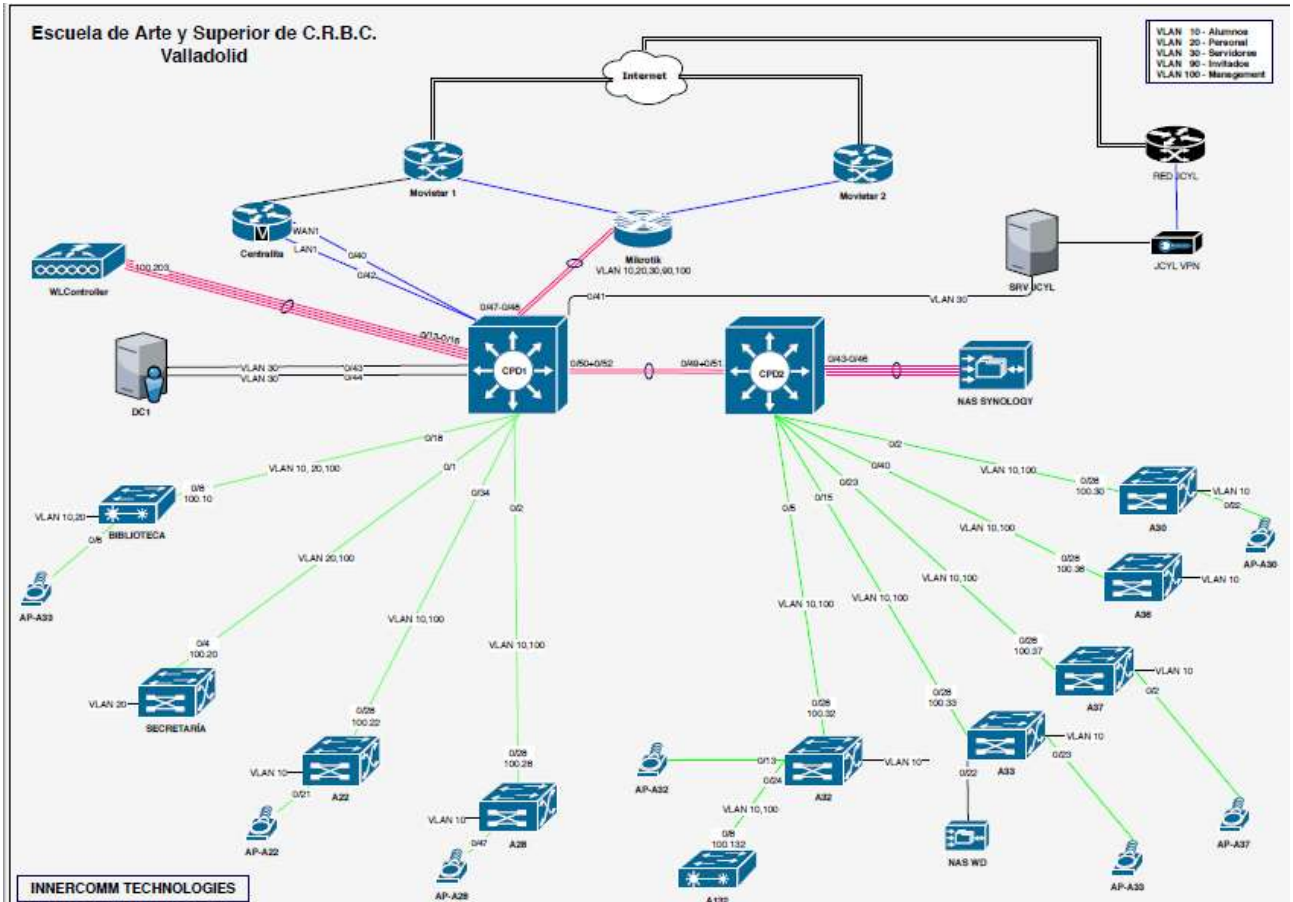 Escuela de Arte y Superior de C.R.B.C.
Valladolid
VLAN 10 - Alumnos
VLAN 20 - Personal
VLAN 30 - Servidorse
VLAN 90 - Invitados
VLAN 100 - Management
Internet
Movistar 1
Movistar 2
RED JCYL
V
Centralita
WAN1
LAN1
0/40
0/42
Mikrotik
VLAN 10,20,30,90,100
SRV JCYL
JCYL VPN
WLController
100.203
0/13-0/16
0/47-0/48
0/41
VLAN 30
DC1
VLAN 30
0/43
VLAN 30
0/44
CPD1
0/50+0/52
0/49+0/51
CPD2
0/43-0/46
NAS SYNOLOGY
0/18
VLAN 10, 20,100
0/8
100.10
VLAN 10,20
BIBLIOTECA
0/6
AP-A33
0/1
VLAN 20,100
0/4
100.20
VLAN 20
SECRETARÍA
0/34
VLAN 10,100
0/28
100.22
VLAN 10
0/21
A22
AP-A22
0/2
VLAN 10,100
0/28
100.28
VLAN 10
0/47
A28
AP-A28
0/5
VLAN 10,100
0/28
100.32
0/13
AP-A32
0/24
A32
VLAN 10
VLAN 10,100
0/8
100.132
A132
0/15
VLAN 10,100
0/28
100.33
VLAN 10
A33
0/22
0/23
NAS WD
AP-A33
0/23
VLAN 10,100
0/28
100.37
VLAN 10
A37
0/2
AP-A37
0/40
VLAN 10,100
0/28
100.36
VLAN 10
A36
0/2
VLAN 10,100
0/28
100.30
VLAN 10
0/22
A30
AP-A30
INNERCOMM TECHNOLOGIES